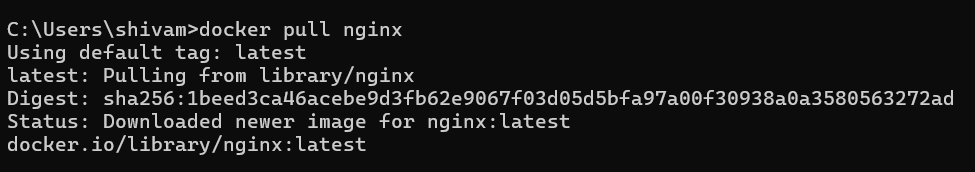 C:\Users\shivam>docker pull nginx
Using default tag: latest
latest: Pulling from library/nginx
Digest: sha256:1beed3ca46acebe9d3fb62e9067f03d05d5bfa97a00f30938a0a3580563272ad
Status: Downloaded newer image for nginx:latest
docker.io/library/nginx:latest